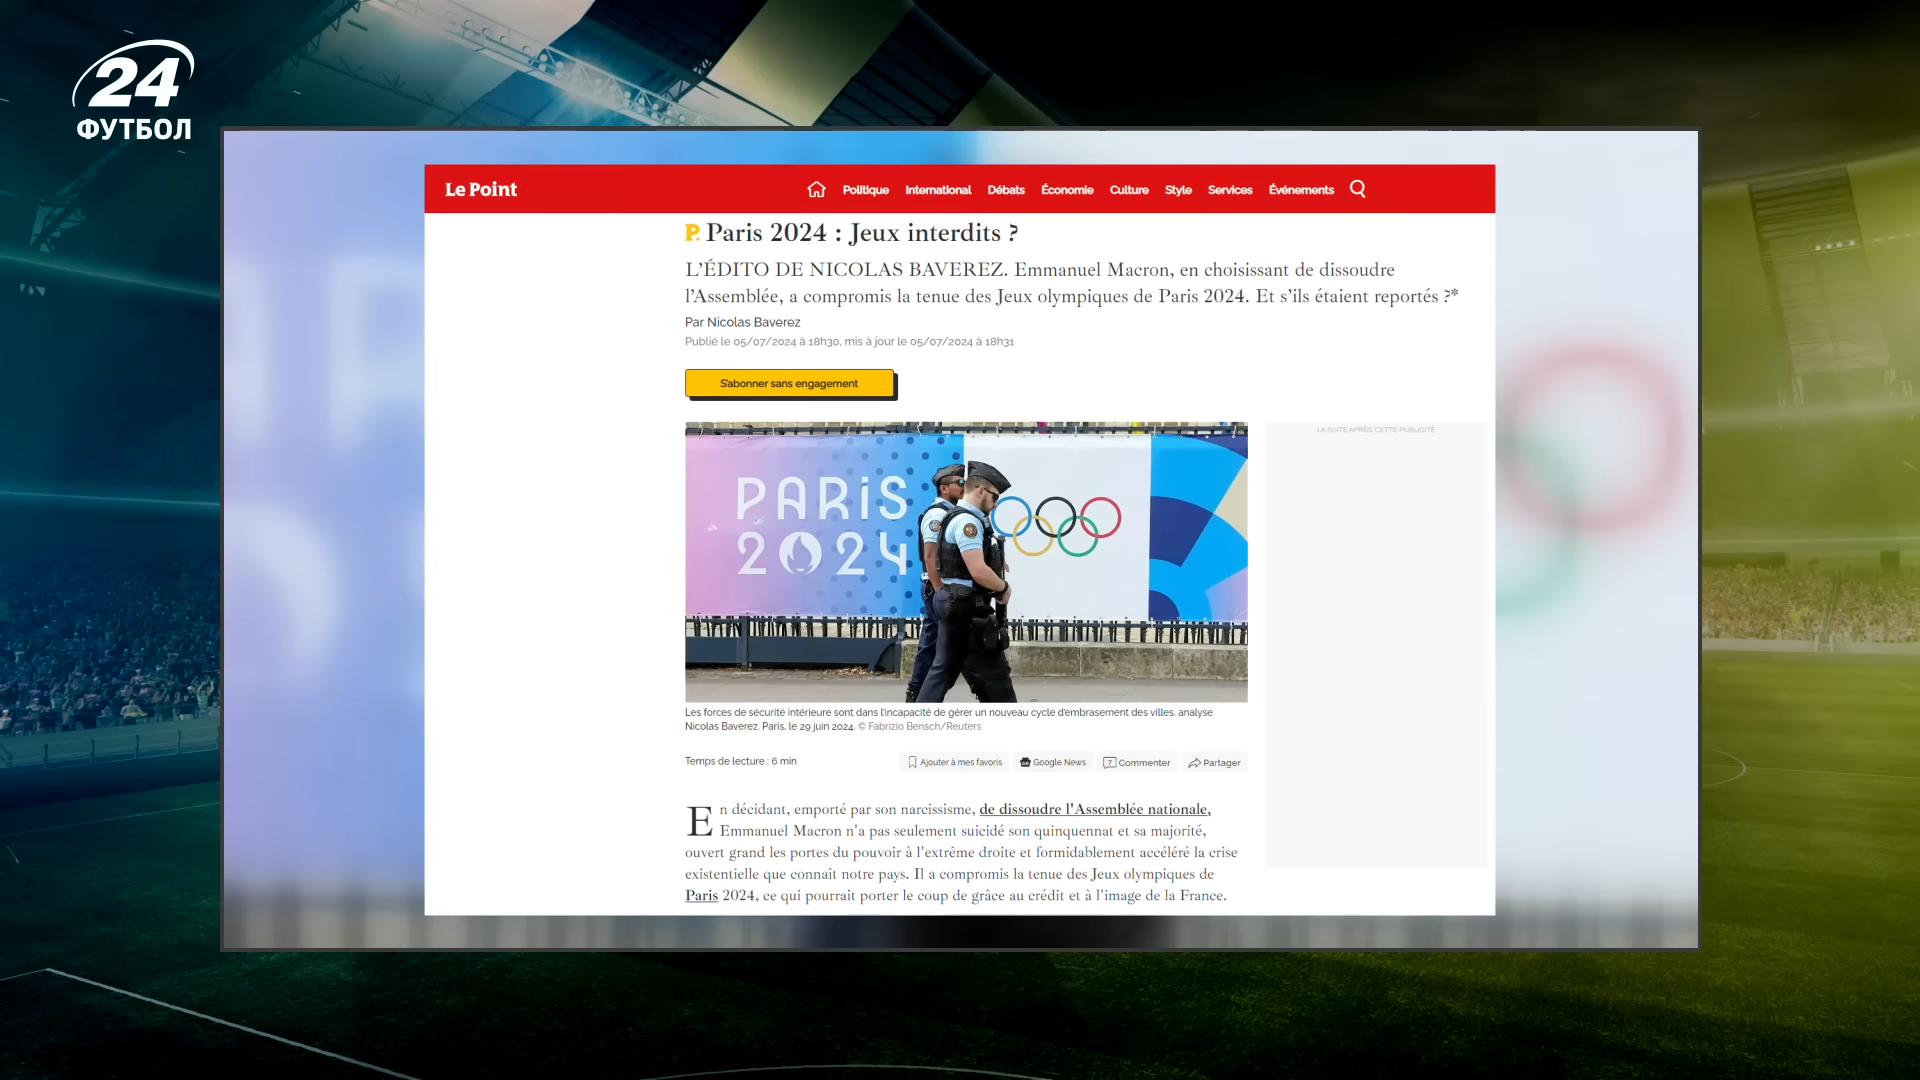 24
ФУТБОЛ
Le Point
Politique International Débats Économie Culture Style Services Événements
P. Paris 2024 : Jeux interdits ?
L'ÉDITO DE NICOLAS BAVEREZ. Emmanuel Macron, en choisissant de dissoudre
l'Assemblée, a compromis la tenue des Jeux olympiques de Paris 2024. Et s'ils étaient reportés ?*
Par Nicolas Baverez
Publié le 05/07/2024 à 18h30, mis à jour le 05/07/2024 à 18h31
S'abonner sans engagement
LA SUITE APRÈS CETTE PUBLICITÉ
PARIS
2024
Les forces de sécurité intérieure sont dans l'incapacité de gérer un nouveau cycle d'embrasement des villes, analyse
Nicolas Baverez. Paris, le 29 juin 2024. © Fabrizio Bensch/Reuters
Temps de lecture : 6 min
Ajouter à mes favoris Google News 7 Commenter Partager
En décidant, emporté par son narcissisme, de dissoudre l'Assemblée nationale,
Emmanuel Macron n'a pas seulement suicidé son quinquennat et sa majorité,
ouvert grand les portes du pouvoir à l'extrême droite et formidablement accéléré la crise
existentielle que connaît notre pays. Il a compromis la tenue des Jeux olympiques de
Paris 2024, ce qui pourrait porter le coup de grâce au crédit et à l'image de la France.